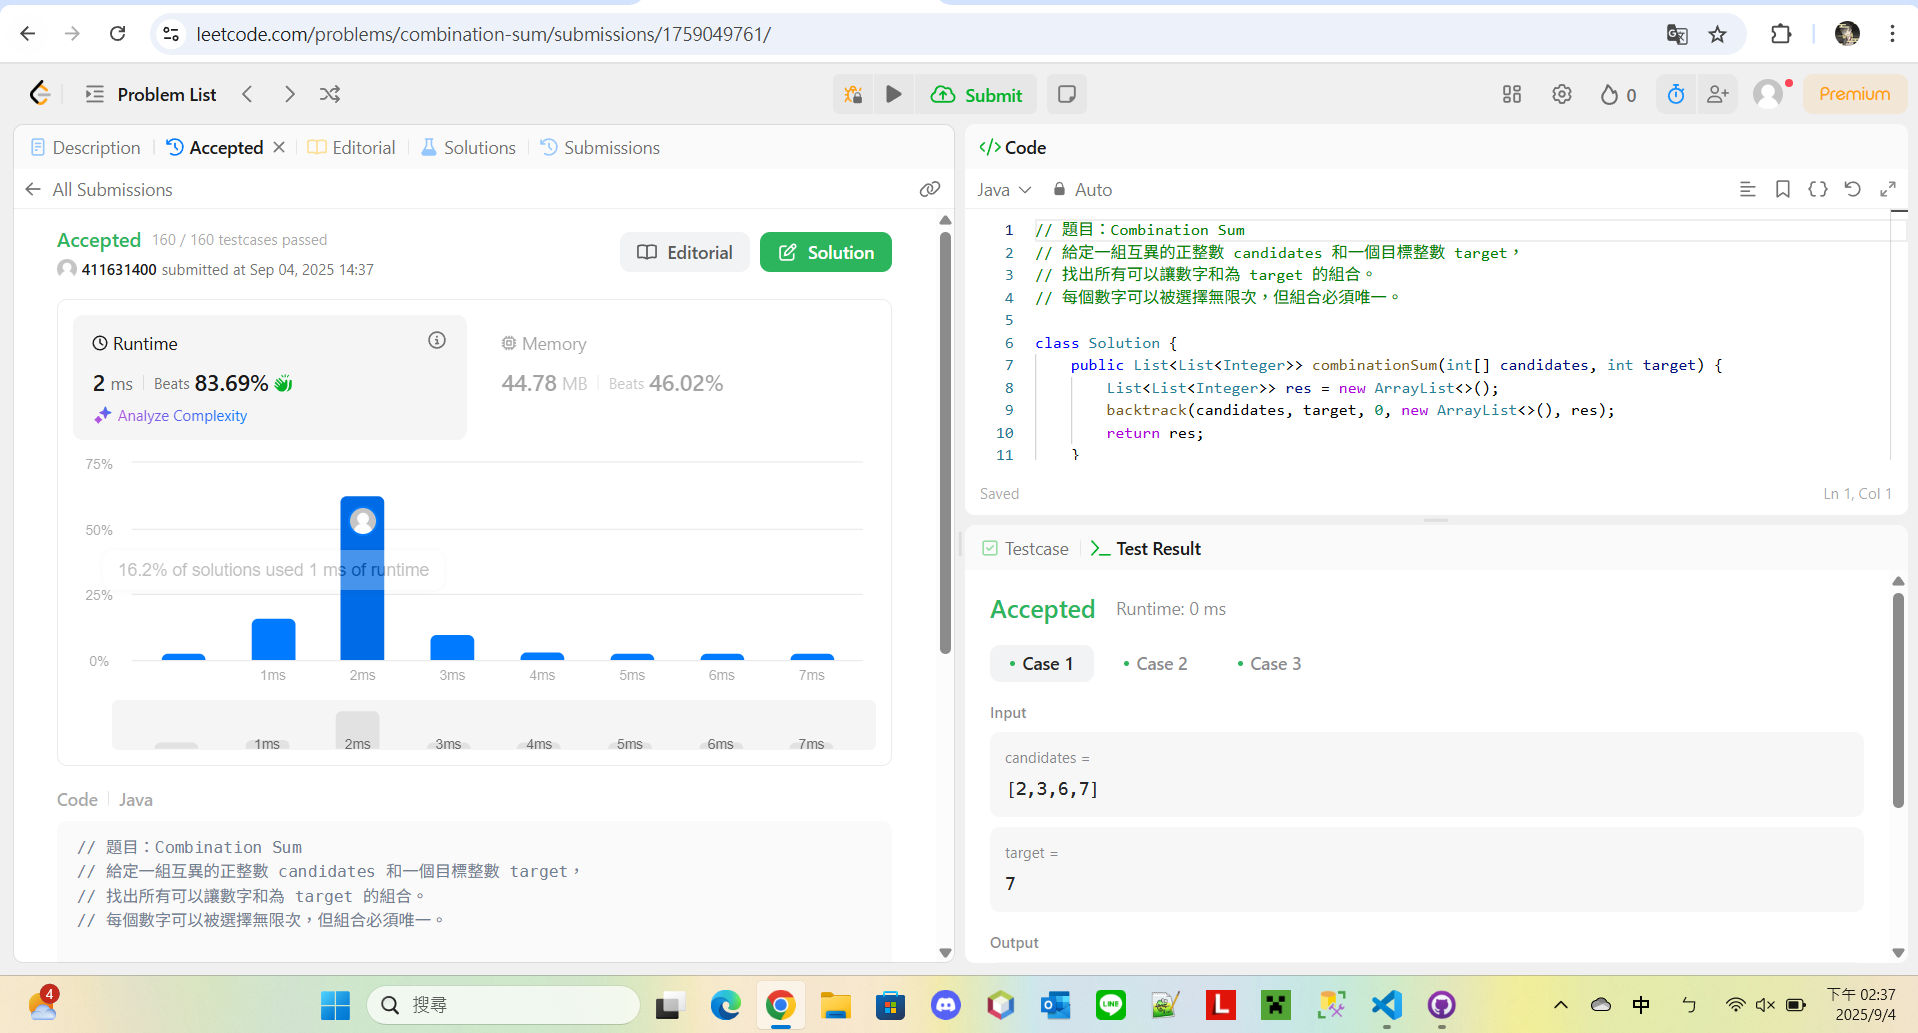 leetcode.com/problems/combination-sum/submissions/1759049761/
Problem List
Submit
0
Premium
Description
Accepted
Editorial
Solutions
Submissions
All Submissions
Accepted 160 / 160 testcases passed
411631400 submitted at Sep 04, 2025 14:37
Editorial
Solution
Runtime
2 ms Beats 83.69%
Analyze Complexity
Memory
44.78 MB Beats 46.02%
75%
50%
16.2% of solutions used 1 ms of runtime
25%
0%
1ms 2ms 3ms 4ms 5ms 6ms 7ms
1ms 2ms 3ms 4ms 5ms 6ms 7ms
Code Java
// 題目：Combination Sum
// 給定一組互異的正整數 candidates 和一個目標整數 target，
// 找出所有可以讓數字和為 target 的組合。
// 每個數字可以被選擇無限次，但組合必須唯一。
</> Code
Java Auto
1 // 題目：Combination Sum
2 // 給定一組互異的正整數 candidates 和一個目標整數 target，
3 // 找出所有可以讓數字和為 target 的組合。
4 // 每個數字可以被選擇無限次，但組合必須唯一。
5
6 class Solution {
7 public List<List<Integer>> combinationSum(int[] candidates, int target) {
8 List<List<Integer>> res = new ArrayList<>();
9 backtrack(candidates, target, 0, new ArrayList<>(), res);
10 return res;
11 }
Saved
Ln 1, Col 1
Testcase
Test Result
Accepted Runtime: 0 ms
Case 1 Case 2 Case 3
Input
candidates =
[2,3,6,7]
target =
7
Output
4
搜尋
LINE
L
中
ㄅ
下午 02:37
2025/9/4